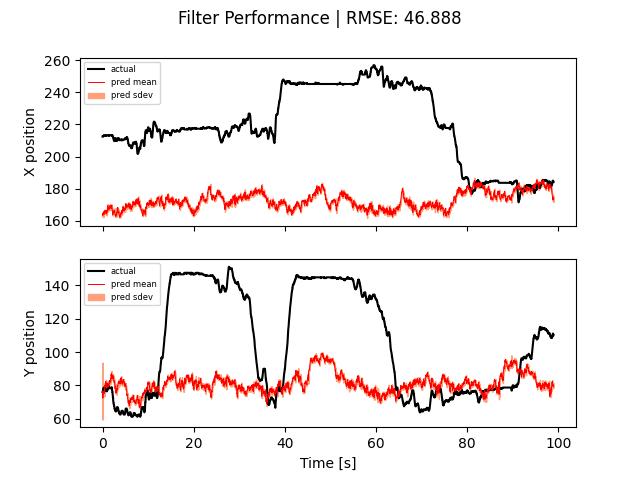 Filter Performance | RMSE: 46.888
260
240
220
200
180
160
X position
actual
pred mean
pred sdev
140
120
100
80
60
Y position
actual
pred mean
pred sdev
0 20 40 60 80 100
Time [s]